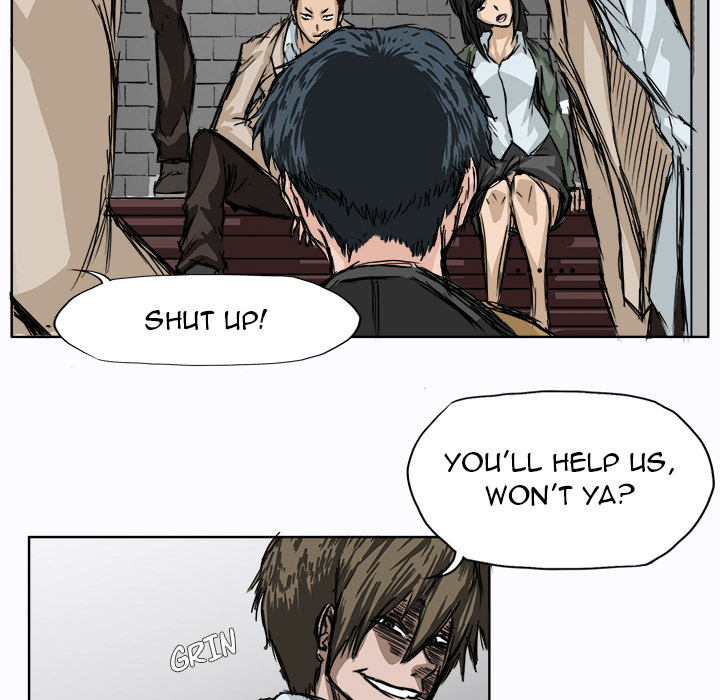 ......
SHUT UP!
YOU'LL HELP US,
WON'T YA?
GRIN